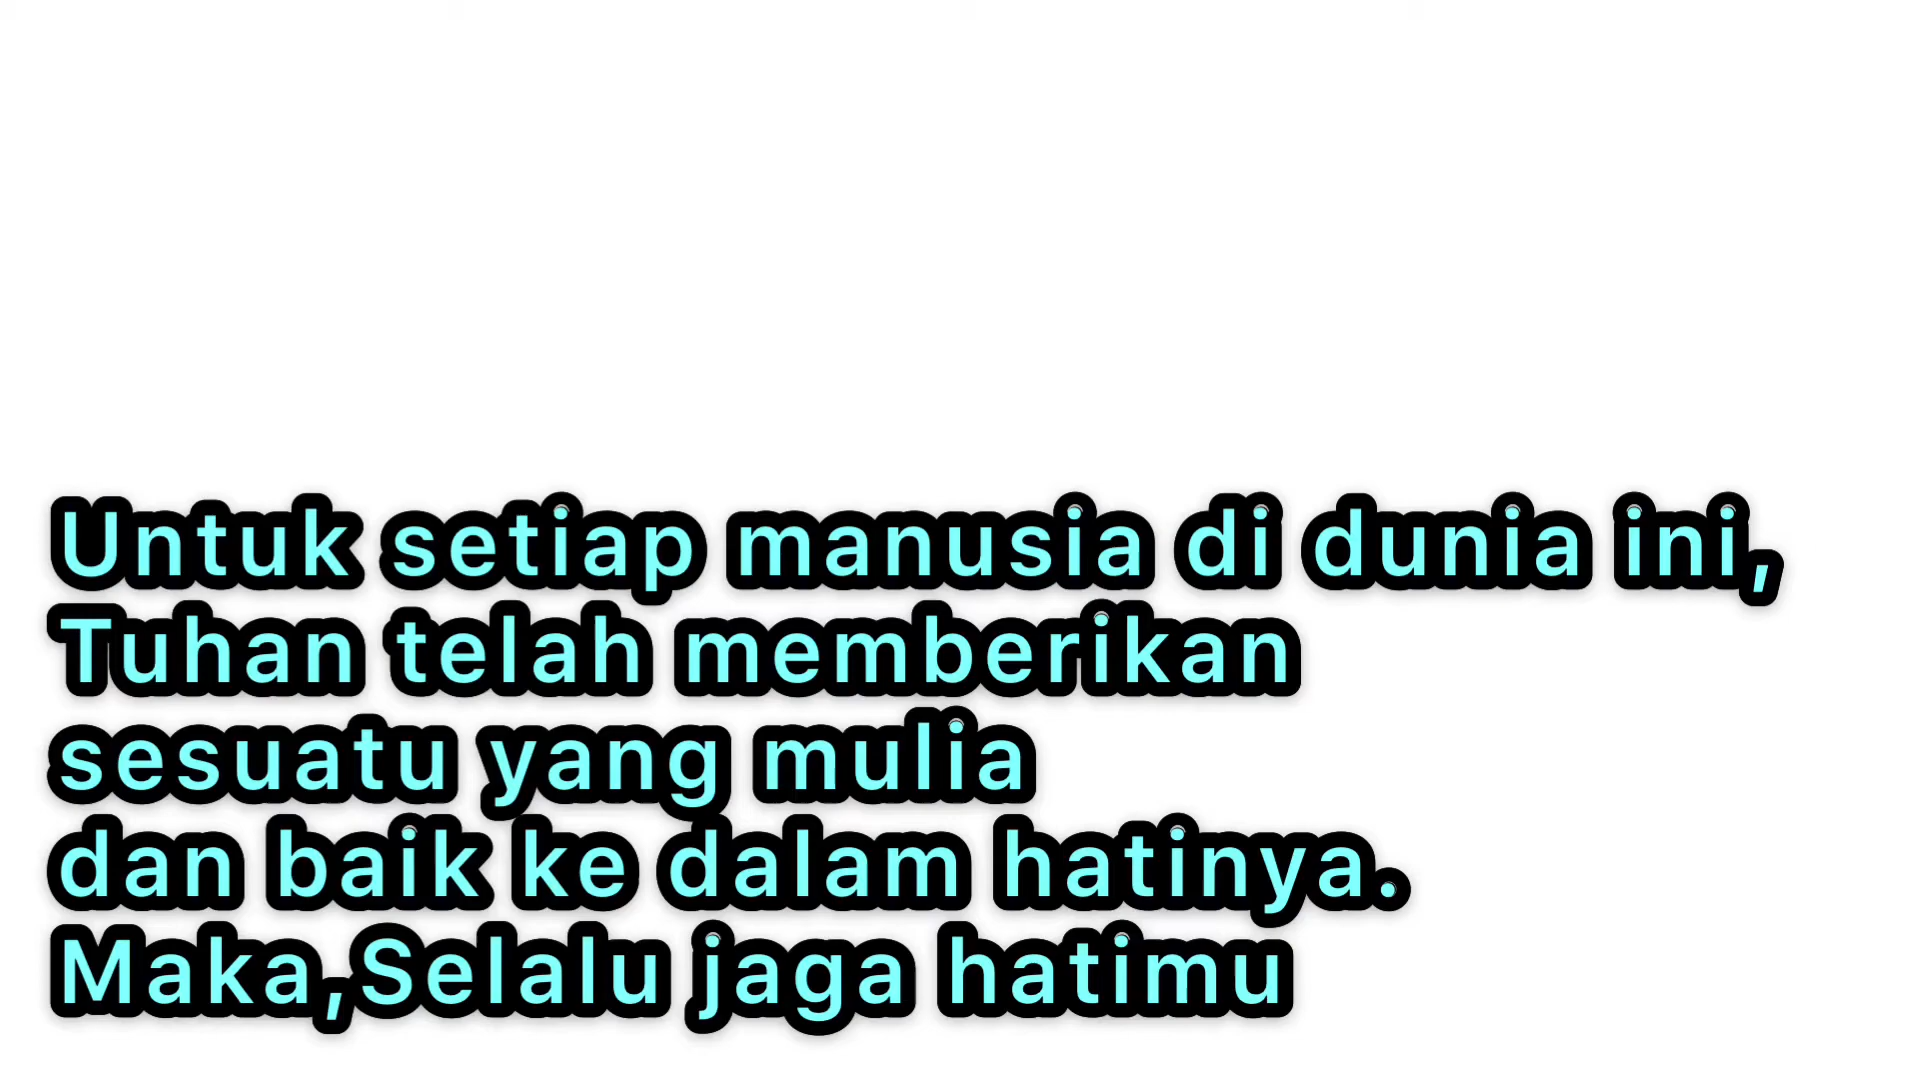 Untuk setiap manusia di dunia ini,
Tuhan telah memberikan
sesuatu yang mulia
dan baik ke dalam hatinya.
Maka,Selalu jaga hatimu